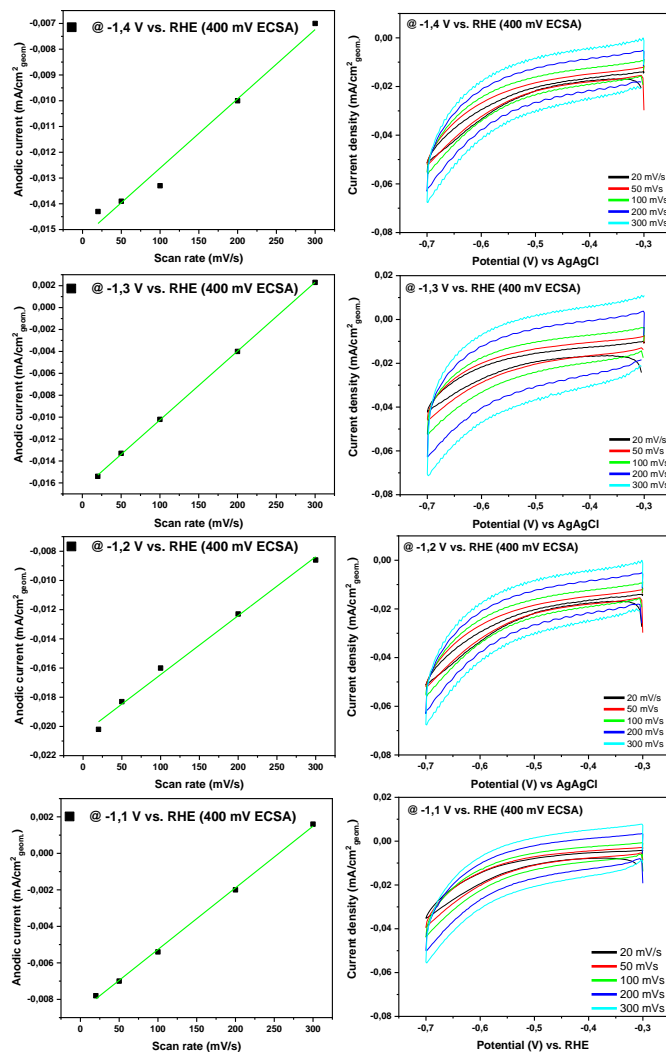 @ -1,4 V vs. RHE (400 mV ECSA)
Anodic current (mA/cm²geom.)
-0,007
-0,008
-0,009
-0,010
-0,011
-0,012
-0,013
-0,014
-0,015
0 50 100 150 200 250 300
Scan rate (mV/s)
@ -1,4 V vs. RHE (400 mV ECSA)
Current density (mA/cm²geom.)
0,00
-0,02
-0,04
-0,06
-0,08
20 mV/s
50 mVs
100 mVs
200 mVs
300 mVs
-0,7 -0,6 -0,5 -0,4 -0,3
Potential (V) vs AgAgCl
@ -1,3 V vs. RHE (400 mV ECSA)
Anodic current (mA/cm²geom.)
0,002
0,000
-0,002
-0,004
-0,006
-0,008
-0,010
-0,012
-0,014
-0,016
0 50 100 150 200 250 300
Scan rate (mV/s)
@ -1,3 V vs. RHE (400 mV ECSA)
Current density (mA/cm²geom.)
0,02
0,00
-0,02
-0,04
-0,06
-0,08
20 mV/s
50 mVs
100 mVs
200 mVs
300 mVs
-0,7 -0,6 -0,5 -0,4 -0,3
Potential (V) vs AgAgCl
@ -1,2 V vs. RHE (400 mV ECSA)
Anodic current (mA/cm²geom.)
-0,008
-0,010
-0,012
-0,014
-0,016
-0,018
-0,020
-0,022
0 50 100 150 200 250 300
Scan rate (mV/s)
@ -1,2 V vs. RHE (400 mV ECSA)
Current density (mA/cm²geom.)
0,00
-0,02
-0,04
-0,06
-0,08
20 mV/s
50 mVs
100 mVs
200 mVs
300 mVs
-0,7 -0,6 -0,5 -0,4 -0,3
Potential (V) vs AgAgCl
@ -1,1 V vs. RHE (400 mV ECSA)
Anodic current (mA/cm²geom.)
0,002
0,000
-0,002
-0,004
-0,006
-0,008
0 50 100 150 200 250 300
Scan rate (mV/s)
@ -1,1 V vs. RHE (400 mV ECSA)
Current density (mA/cm²geom.)
0,02
0,00
-0,02
-0,04
-0,06
-0,08
20 mV/s
50 mVs
100 mVs
200 mVs
300 mVs
-0,7 -0,6 -0,5 -0,4 -0,3
Potential (V) vs. RHE